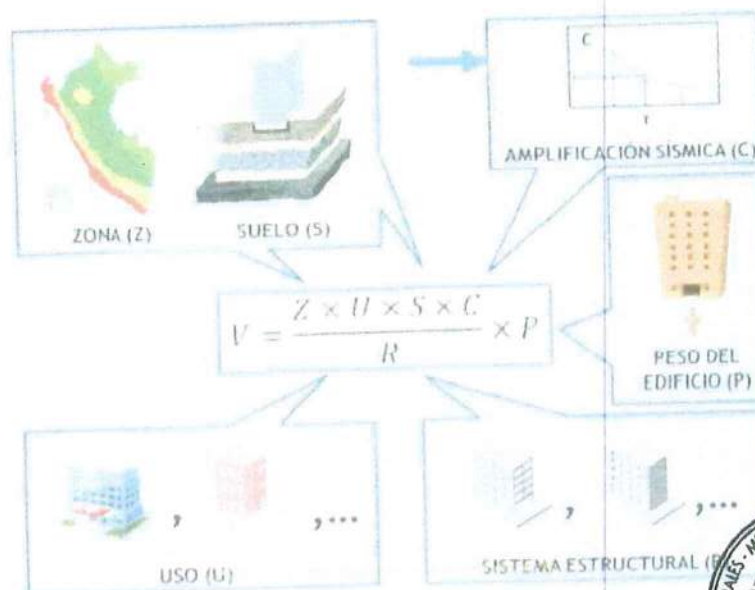 C
T
AMPLIFICACIÓN SÍSMICA (C)
ZONA (Z)
SUELO (S)
V = Z × U × S × C / R × P
PESO DEL
EDIFICIO (P)
, ,...
USO (U)
, ,...
SISTEMA ESTRUCTURAL (R